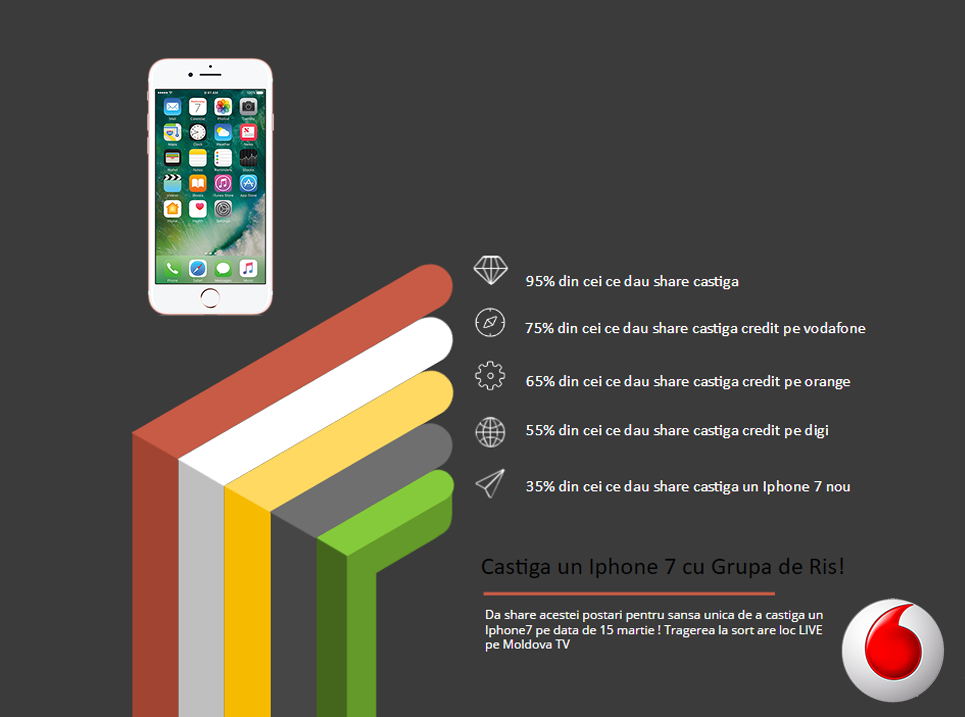 95% din cei ce dau share castiga
75% din cei ce dau share castiga credit pe vodafone
65% din cei ce dau share castiga credit pe orange
55% din cei ce dau share castiga credit pe digi
35% din cei ce dau share castiga un Iphone 7 nou
Castiga un Iphone 7 cu Grupa de Ris!
Da share acestei postari pentru sansa unica de a castiga un
Iphone7 pe data de 15 martie ! Tragerea la sort are loc LIVE
pe Moldova TV